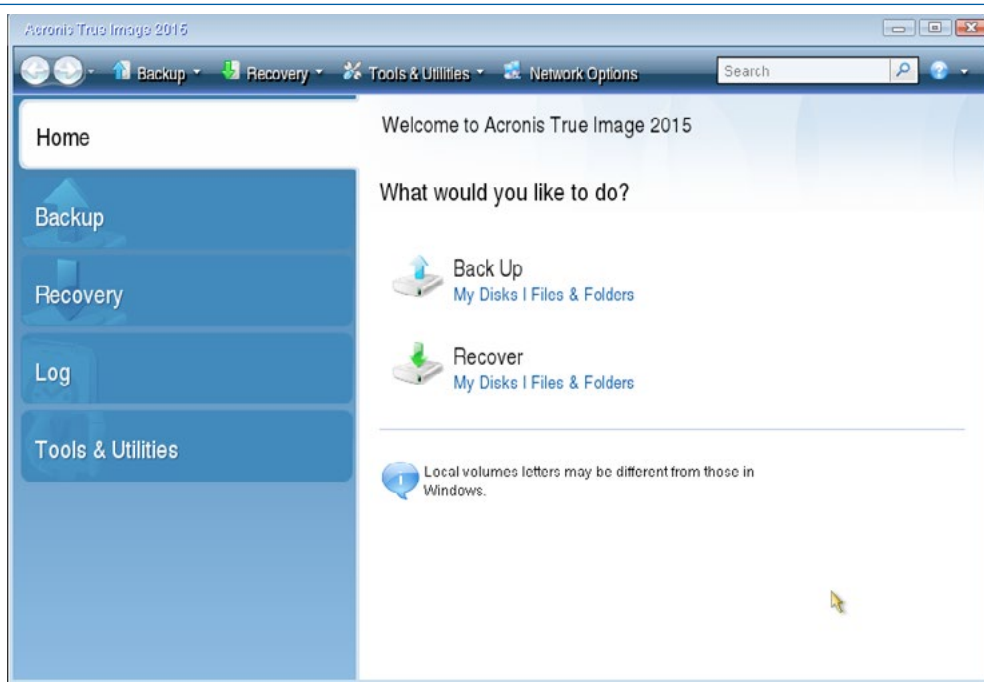 Acronis True Image 2015
Backup Recovery Tools & Utilities Network Options Search
Home
Backup
Recovery
Log
Tools & Utilities
Welcome to Acronis True Image 2015
What would you like to do?
Back Up
My Disks | Files & Folders
Recover
My Disks | Files & Folders
Local volumes letters may be different from those in
Windows.